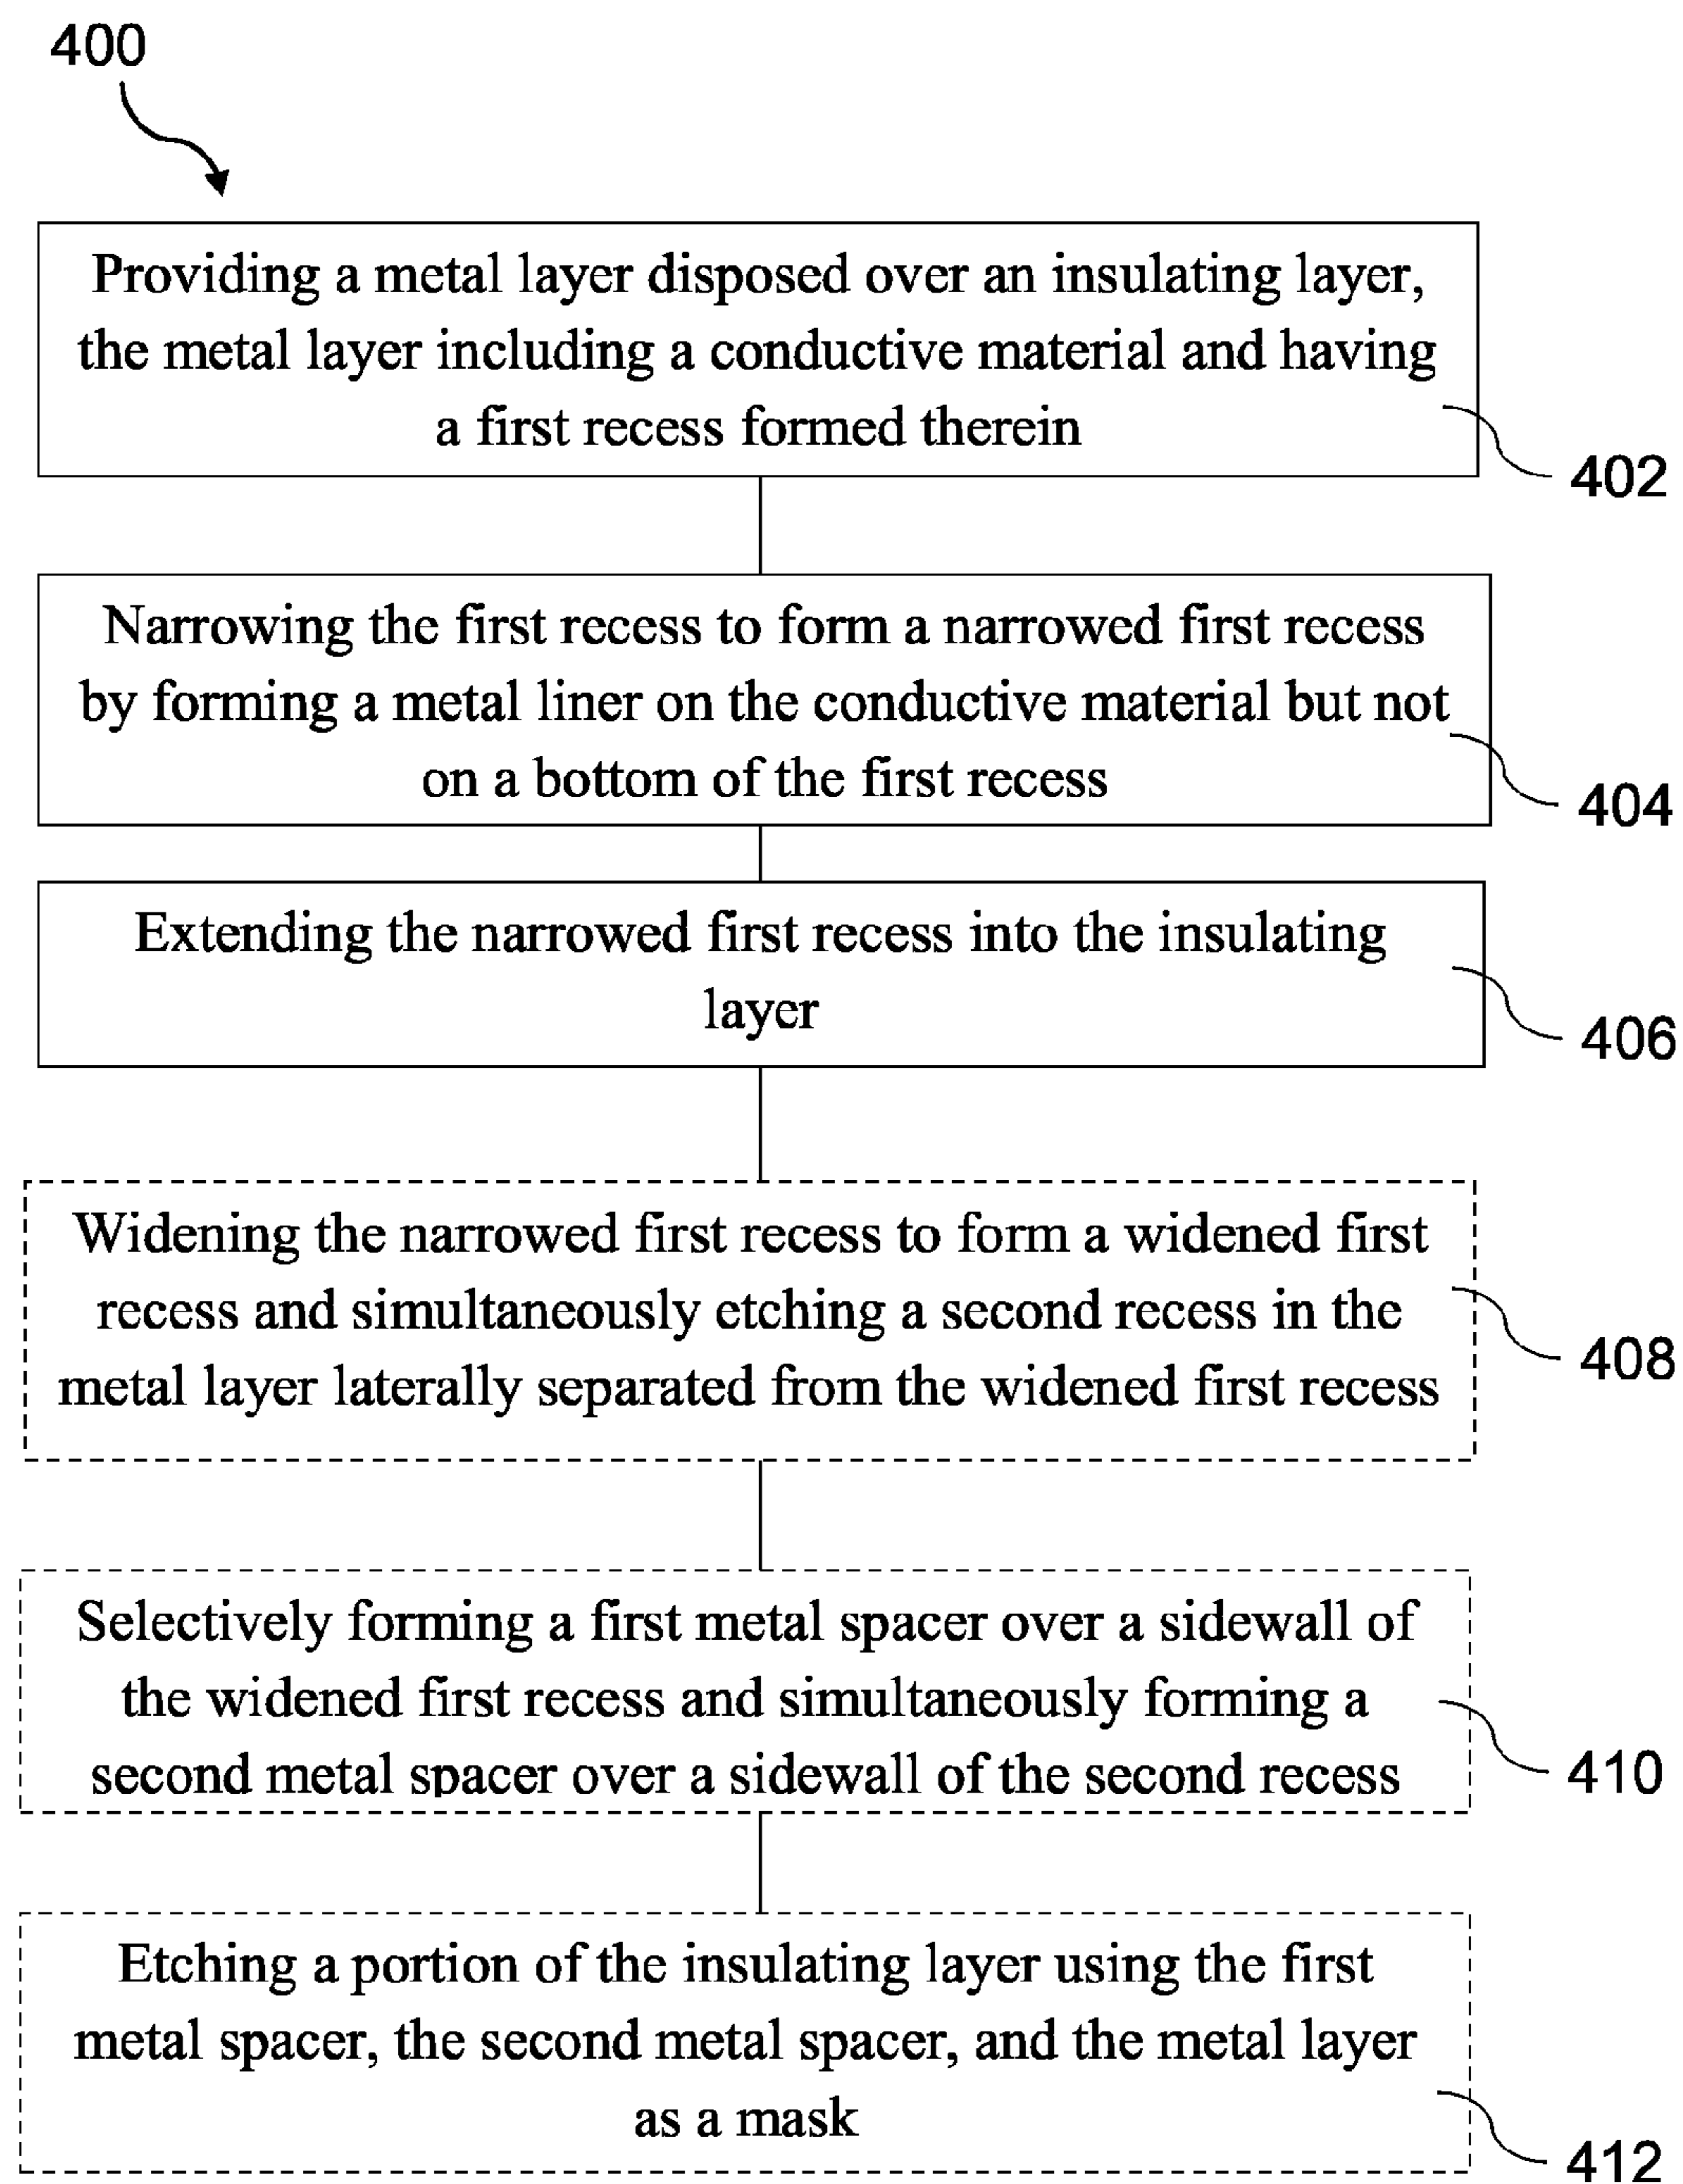 400
Providing a metal layer disposed over an insulating layer,
the metal layer including a conductive material and having
a first recess formed therein
402
Narrowing the first recess to form a narrowed first recess
by forming a metal liner on the conductive material but not
on a bottom of the first recess
404
Extending the narrowed first recess into the insulating
layer
406
Widening the narrowed first recess to form a widened first
recess and simultaneously etching a second recess in the
metal layer laterally separated from the widened first recess
408
Selectively forming a first metal spacer over a sidewall of
the widened first recess and simultaneously forming a
second metal spacer over a sidewall of the second recess
410
Etching a portion of the insulating layer using the first
metal spacer, the second metal spacer, and the metal layer
as a mask
412